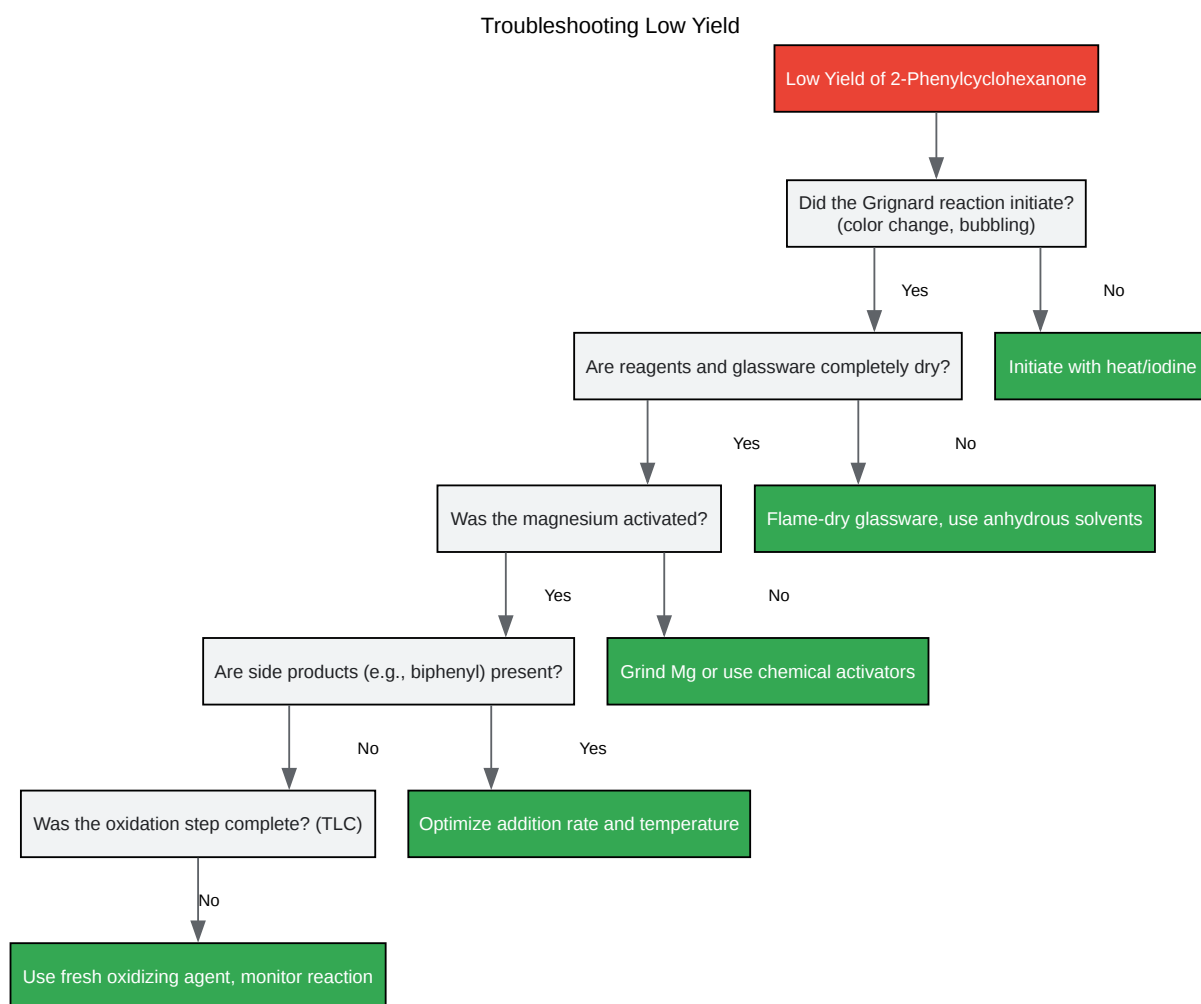 Troubleshooting Low Yield
Low Yield of 2-Phenylcyclohexanone
Did the Grignard reaction initiate?
(color change, bubbling)
Yes
No
Are reagents and glassware completely dry?
Initiate with heat/iodine
Yes
No
Was the magnesium activated?
Flame-dry glassware, use anhydrous solvents
Yes
No
Are side products (e.g., biphenyl) present?
Grind Mg or use chemical activators
No
Yes
Was the oxidation step complete? (TLC)
Optimize addition rate and temperature
No
Use fresh oxidizing agent, monitor reaction